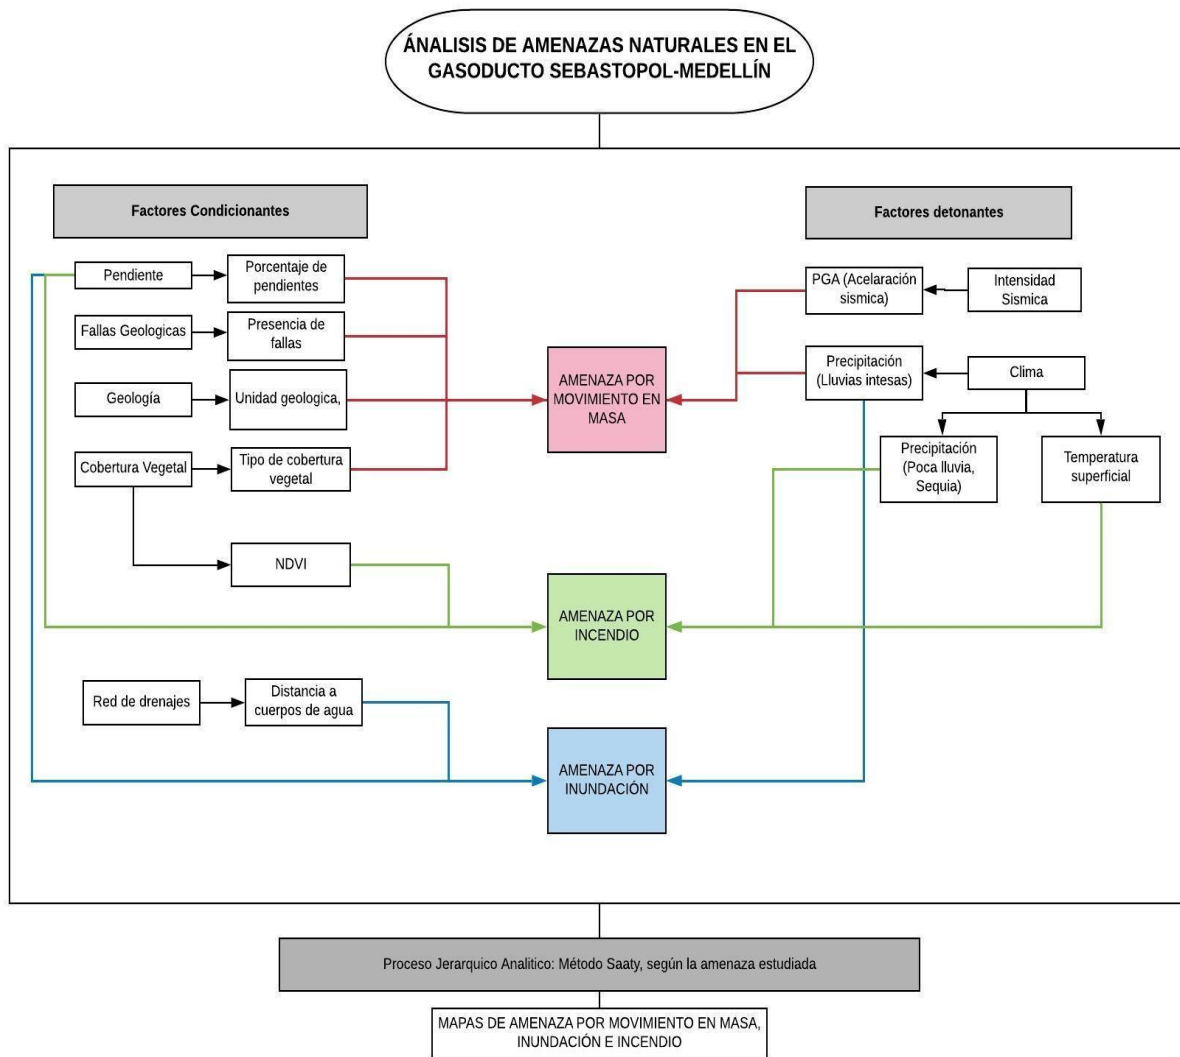 ÁNALISIS DE AMENAZAS NATURALES EN EL
GASODUCTO SEBASTOPOL-MEDELLÍN
Factores Condicionantes
Factores detonantes
Pendiente
Porcentaje de
pendientes
Fallas Geologicas
Presencia de
fallas
Geología
Unidad geologica,
Cobertura Vegetal
Tipo de cobertura
vegetal
NDVI
Red de drenajes
Distancia a
cuerpos de agua
AMENAZA POR
MOVIMIENTO EN
MASA
AMENAZA POR
INCENDIO
AMENAZA POR
INUNDACIÓN
PGA (Acelaración
sismica)
Intensidad
Sismica
Precipitación
(Lluvias intesas)
Clima
Precipitación
(Poca lluvia,
Sequia)
Temperatura
superficial
Proceso Jerarquico Analitico: Método Saaty, según la amenaza estudiada
MAPAS DE AMENAZA POR MOVIMIENTO EN MASA,
INUNDACIÓN E INCENDIO